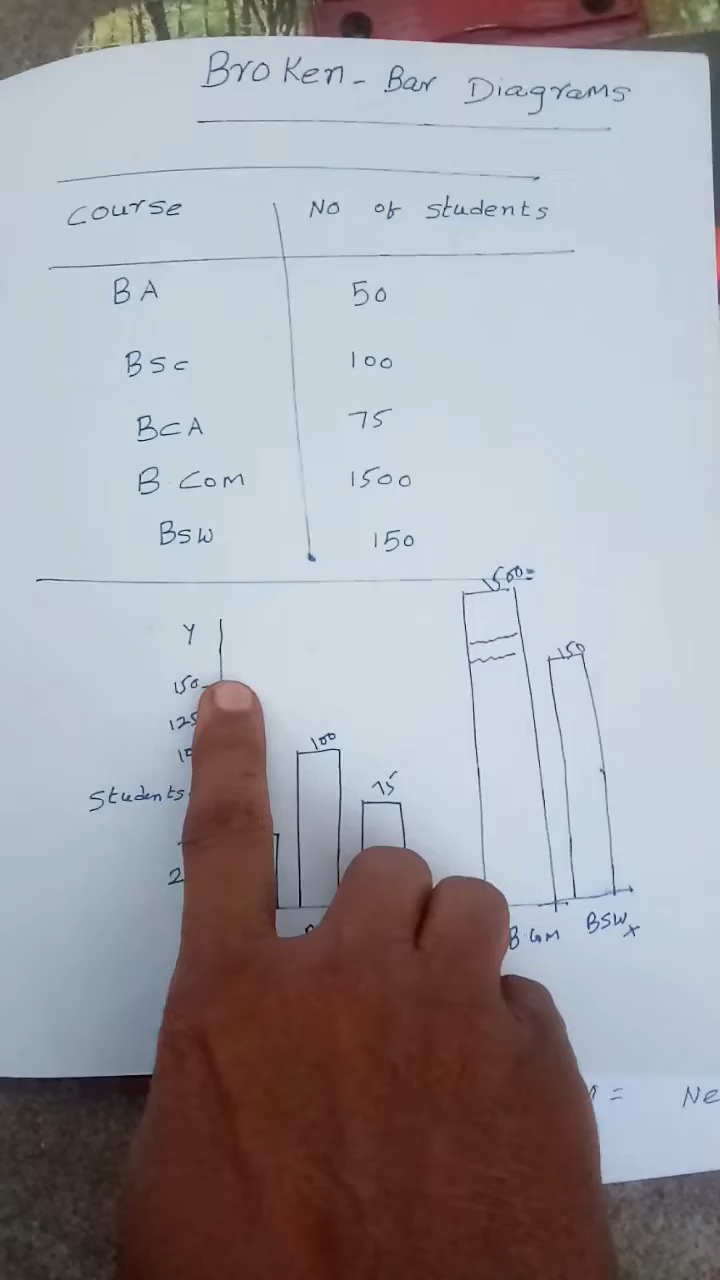 Broken - Bar Diagrams
Course No of Students
BA 50
BSc 100
BCA 75
B Com 1500
BSW 150
1500
Y
150
150
125
100
Students
75
B Com BSW
X
= Ne